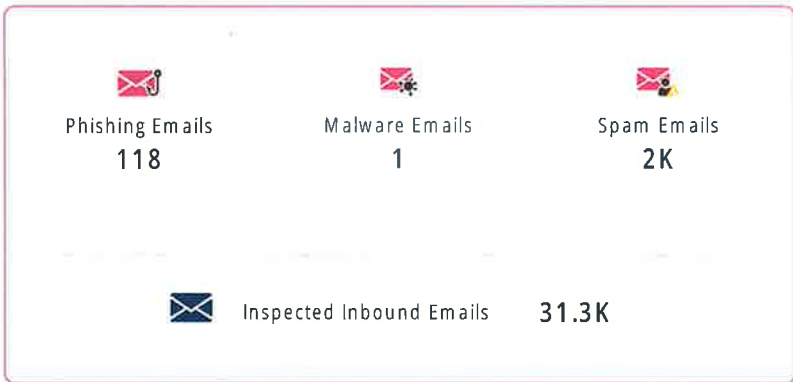 Phishing Emails
118
Malware Emails
1
Spam Emails
2K
Inspected Inbound Emails 31.3K